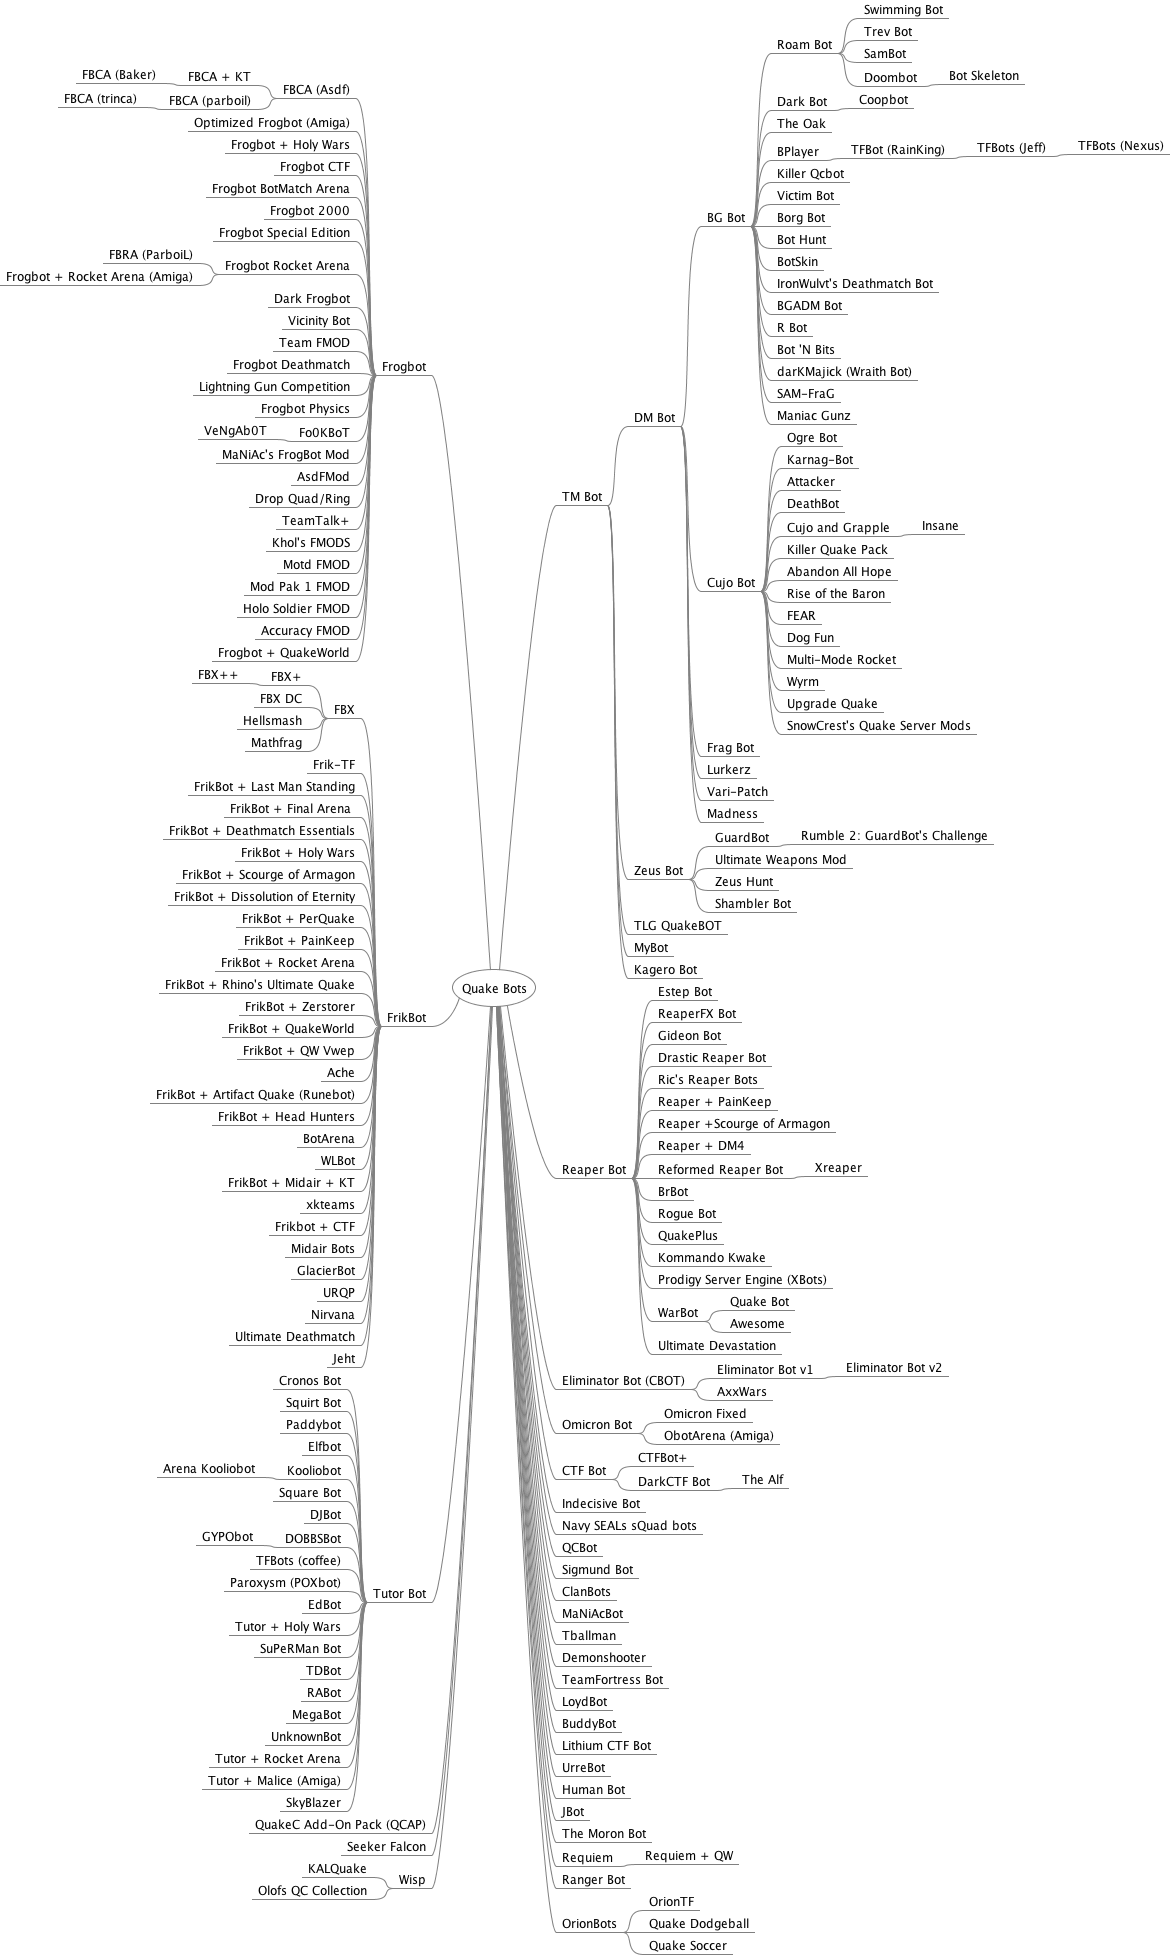 Quake Bots
Frogbot
FBCA (Asdf)
FBCA + KT
FBCA (Baker)
FBCA (parboil)
FBCA (trinca)
Optimized Frogbot (Amiga)
Frogbot + Holy Wars
Frogbot CTF
Frogbot BotMatch Arena
Frogbot 2000
Frogbot Special Edition
Frogbot Rocket Arena
FBRA (ParboiL)
Frogbot + Rocket Arena (Amiga)
Dark Frogbot
Vicinity Bot
Team FMOD
Frogbot Deathmatch
Lightning Gun Competition
Frogbot Physics
Fo0KBoT
VeNgAb0T
MaNiAc's FrogBot Mod
AsdFMod
Drop Quad/Ring
TeamTalk+
Khol's FMODS
Motd FMOD
Mod Pak 1 FMOD
Holo Soldier FMOD
Accuracy FMOD
Frogbot + QuakeWorld
FrikBot
FBX
FBX+
FBX++
FBX DC
Hellsmash
Mathfrag
Frik-TF
FrikBot + Last Man Standing
FrikBot + Final Arena
FrikBot + Deathmatch Essentials
FrikBot + Holy Wars
FrikBot + Scourge of Armagon
FrikBot + Dissolution of Eternity
FrikBot + PerQuake
FrikBot + PainKeep
FrikBot + Rocket Arena
FrikBot + Rhino's Ultimate Quake
FrikBot + Zerstorer
FrikBot + QuakeWorld
FrikBot + QW Vwep
Ache
FrikBot + Artifact Quake (Runebot)
FrikBot + Head Hunters
BotArena
WLBot
FrikBot + Midair + KT
xkteams
Frikbot + CTF
Midair Bots
GlacierBot
URQP
Nirvana
Ultimate Deathmatch
Jeht
Tutor Bot
Cronos Bot
Squirt Bot
Paddybot
Elfbot
Kooliobot
Arena Kooliobot
Square Bot
DJBot
DOBBSBot
GYPObot
TFBots (coffee)
Paroxysm (POXbot)
EdBot
Tutor + Holy Wars
SuPeRMan Bot
TDBot
RABot
MegaBot
UnknownBot
Tutor + Rocket Arena
Tutor + Malice (Amiga)
SkyBlazer
QuakeC Add-On Pack (QCAP)
Seeker Falcon
Wisp
KALQuake
Olofs QC Collection
TM Bot
DM Bot
BG Bot
Roam Bot
Swimming Bot
Trev Bot
SamBot
Doombot
Bot Skeleton
Dark Bot
Coopbot
The Oak
BPlayer
TFBot (RainKing)
TFBots (Jeff)
TFBots (Nexus)
Killer Qcbot
Victim Bot
Borg Bot
Bot Hunt
BotSkin
IronWulvt's Deathmatch Bot
BGADM Bot
R Bot
Bot 'N Bits
darKMajick (Wraith Bot)
SAM-FraG
Maniac Gunz
Cujo Bot
Ogre Bot
Karnag-Bot
Attacker
DeathBot
Cujo and Grapple
Insane
Killer Quake Pack
Abandon All Hope
Rise of the Baron
FEAR
Dog Fun
Multi-Mode Rocket
Wyrm
Upgrade Quake
SnowCrest's Quake Server Mods
Frag Bot
Lurkerz
Vari-Patch
Madness
Zeus Bot
GuardBot
Rumble 2: GuardBot's Challenge
Ultimate Weapons Mod
Zeus Hunt
Shambler Bot
TLG QuakeBOT
MyBot
Kagero Bot
Reaper Bot
Estep Bot
ReaperFX Bot
Gideon Bot
Drastic Reaper Bot
Ric's Reaper Bots
Reaper + PainKeep
Reaper +Scourge of Armagon
Reaper + DM4
Reformed Reaper Bot
Xreaper
BrBot
Rogue Bot
QuakePlus
Kommando Kwake
Prodigy Server Engine (XBots)
WarBot
Quake Bot
Awesome
Ultimate Devastation
Eliminator Bot (CBOT)
Eliminator Bot v1
Eliminator Bot v2
AxxWars
Omicron Bot
Omicron Fixed
ObotArena (Amiga)
CTF Bot
CTFBot+
DarkCTF Bot
The Alf
Indecisive Bot
Navy SEALs sQuad bots
QCBot
Sigmund Bot
ClanBots
MaNiAcBot
Tballman
Demonshooter
TeamFortress Bot
LoydBot
BuddyBot
Lithium CTF Bot
UrreBot
Human Bot
JBot
The Moron Bot
Requiem
Requiem + QW
Ranger Bot
OrionBots
OrionTF
Quake Dodgeball
Quake Soccer